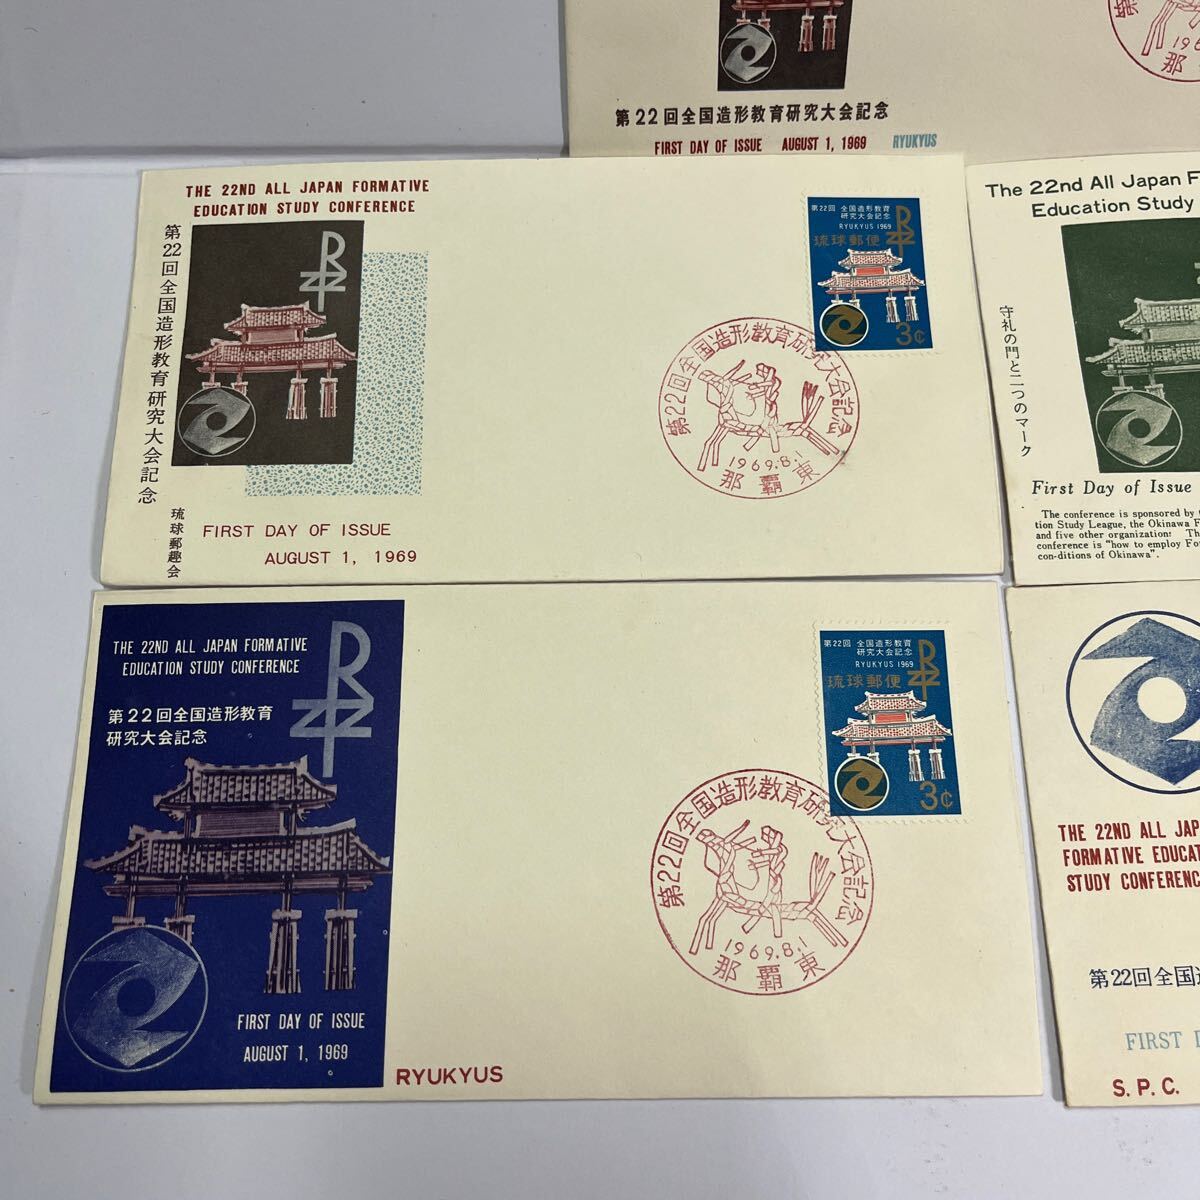 第22回全国造形教育研究大会記念
FIRST DAY OF ISSUE AUGUST 1, 1969 RYUKYUS
那
THE 22ND ALL JAPAN FORMATIVE
EDUCATION STUDY CONFERENCE
第22回全国造形教育研究大会記念
琉球郵趣会
FIRST DAY OF ISSUE
AUGUST 1, 1969
第22回 全国造形教育
研究大会記念
RYUKYUS 1969
琉球郵便
3¢
第22回全国造形教育研究大会記念
1969.8.1
那覇東
The 22nd All Japan
Education Study
守礼の門と二つのマーク
First Day of Issue
The conference is sponsored by
tion Study League, the Okinawa
and five other organization:
conference is "how to employ
con-ditions of Okinawa".
THE 22ND ALL JAPAN FORMATIVE
EDUCATION STUDY CONFERENCE
第22回全国造形教育
研究大会記念
FIRST DAY OF ISSUE
AUGUST 1, 1969
RYUKYUS
第22回 全国造形教育
研究大会記念
RYUKYUS 1969
琉球郵便
3¢
第22回全国造形教育研究大会記念
1969.8.1
那覇東
THE 22ND ALL
FORMATIVE
STUDY
第22回全国
FIRST
S.P.C.